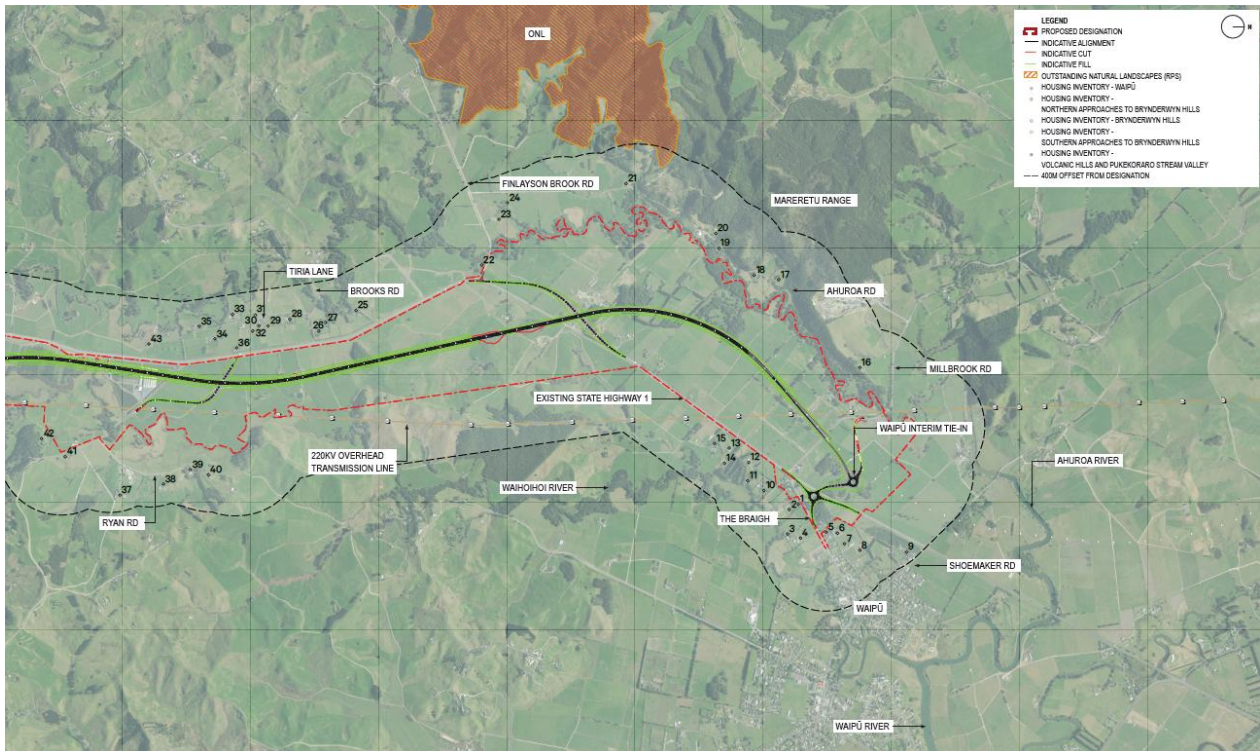 ONL
LEGEND
PROPOSED DESIGNATION
INDICATIVE ALIGNMENT
INDICATIVE CUT
INDICATIVE FILL
OUTSTANDING NATURAL LANDSCAPES (RPS)
HOUSING INVENTORY - WAIPŪ
HOUSING INVENTORY -
NORTHERN APPROACHES TO BRYNDERWYN HILLS
HOUSING INVENTORY - BRYNDERWYN HILLS
HOUSING INVENTORY -
SOUTHERN APPROACHES TO BRYNDERWYN HILLS
HOUSING INVENTORY -
VOLCANIC HILLS AND PUKEKORARO STREAM VALLEY
400M OFFSET FROM DESIGNATION
N
21
FINLAYSON BROOK RD
24
MARERETU RANGE
23
20
19
22
18
17
TIRIA LANE
BROOKS RD
AHUROA RD
25
33
31
28
27
35
30
29
26
34
32
36
43
16
MILLBROOK RD
EXISTING STATE HIGHWAY 1
WAIPŪ INTERIM TIE-IN
42
41
15
13
14
12
220KV OVERHEAD
TRANSMISSION LINE
AHUROA RIVER
39
40
38
37
11
10
WAIHOIHOI RIVER
1
2
RYAN RD
THE BRAIGH
3
4
5
6
7
8
9
SHOEMAKER RD
WAIPŪ
WAIPŪ RIVER